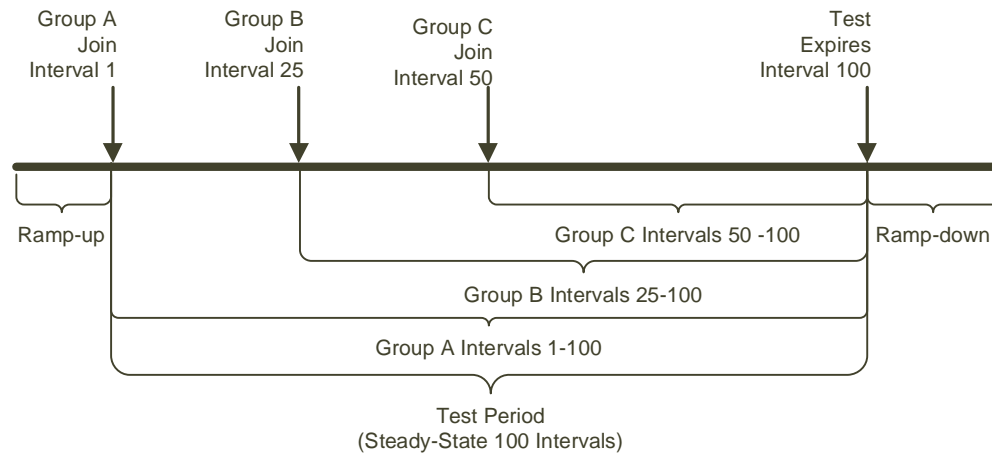 Group A
Join
Interval 1
Group B
Join
Interval 25
Group C
Join
Interval 50
Test
Expires
Interval 100
Ramp-up
Group C Intervals 50 -100
Ramp-down
Group B Intervals 25-100
Group A Intervals 1-100
Test Period
(Steady-State 100 Intervals)